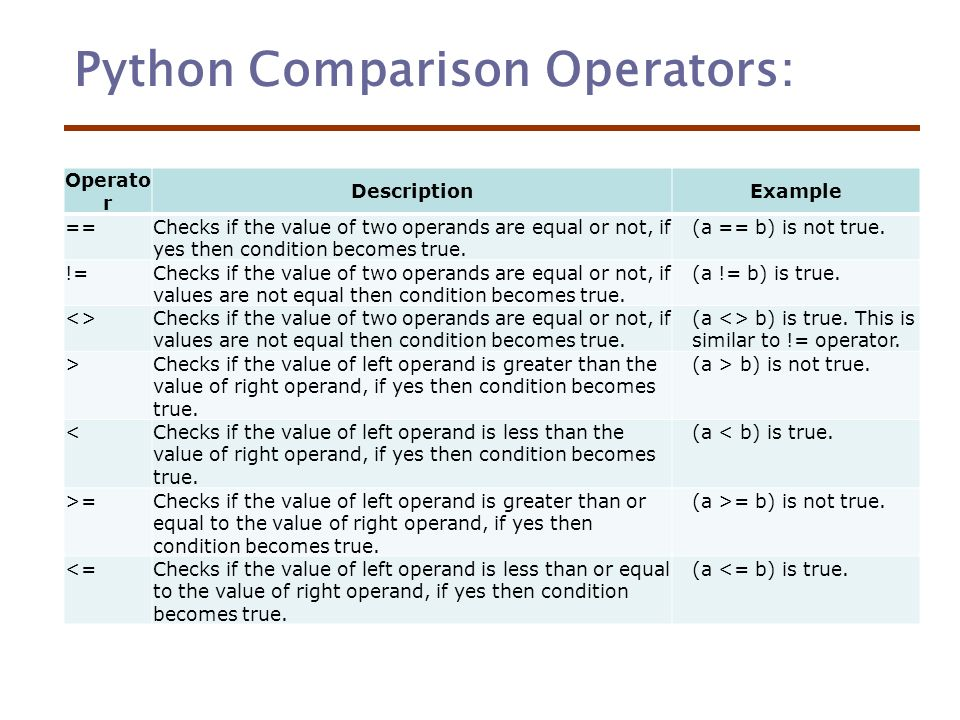 Python Comparison Operators:
Operato
r
Description
Example
==
Checks if the value of two operands are equal or not, if
yes then condition becomes true.
(a == b) is not true.
!=
Checks if the value of two operands are equal or not, if
values are not equal then condition becomes true.
(a != b) is true.
<>
Checks if the value of two operands are equal or not, if
values are not equal then condition becomes true.
(a <> b) is true. This is
similar to != operator.
>
Checks if the value of left operand is greater than the
value of right operand, if yes then condition becomes
true.
(a > b) is not true.
<
Checks if the value of left operand is less than the
value of right operand, if yes then condition becomes
true.
(a < b) is true.
>=
Checks if the value of left operand is greater than or
equal to the value of right operand, if yes then
condition becomes true.
(a >= b) is not true.
<=
Checks if the value of left operand is less than or equal
to the value of right operand, if yes then condition
becomes true.
(a <= b) is true.